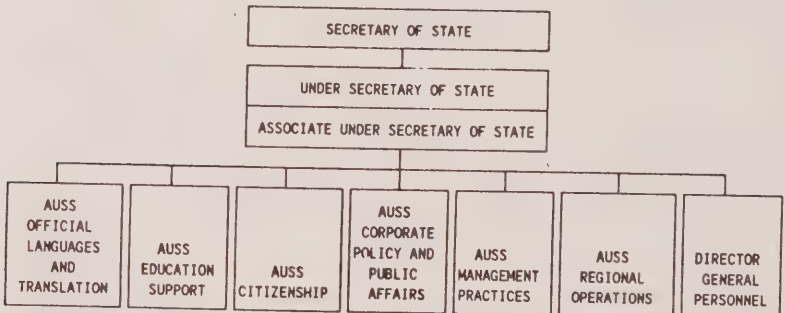 SECRETARY OF STATE
UNDER SECRETARY OF STATE
ASSOCIATE UNDER SECRETARY OF STATE
AUSS
OFFICIAL
LANGUAGES
AND
TRANSLATION
AUSS
EDUCATION
SUPPORT
AUSS
CITIZENSHIP
AUSS
CORPORATE
POLICY AND
PUBLIC
AFFAIRS
AUSS
MANAGEMENT
PRACTICES
AUSS
REGIONAL
OPERATIONS
DIRECTOR
GENERAL
PERSONNEL